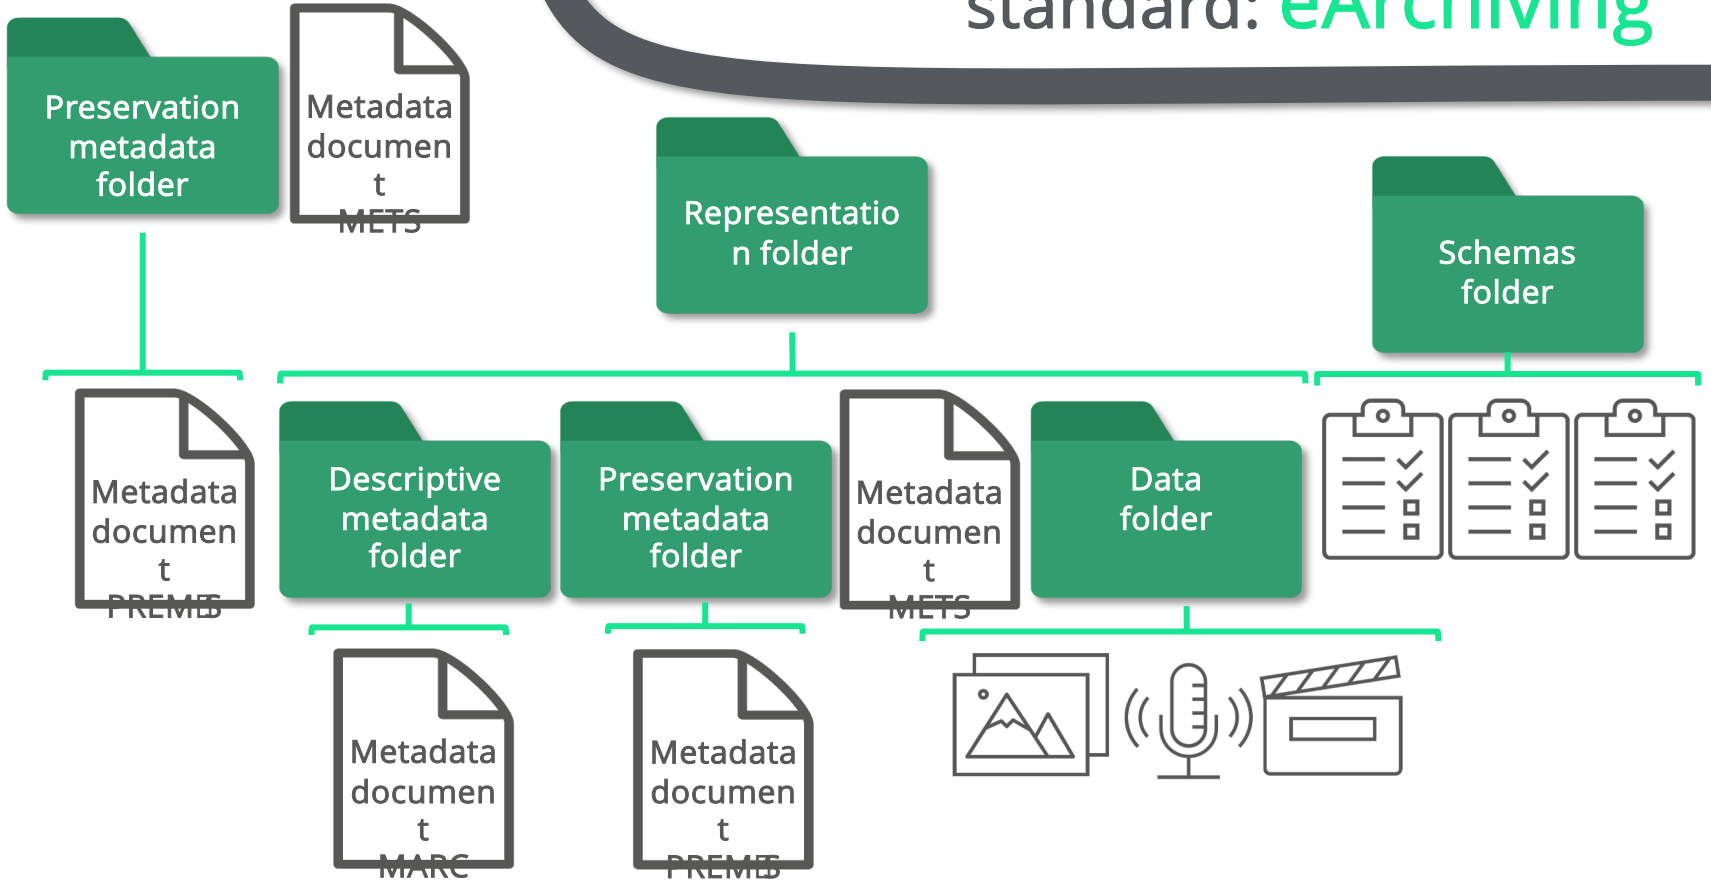 standard: eArchiving
Preservation
metadata
folder
Metadata
documen
t
METS
Representatio
n folder
Schemas
folder
Metadata
documen
t
PREMIS
Descriptive
metadata
folder
Preservation
metadata
folder
Metadata
documen
t
METS
Data
folder
Metadata
documen
t
MARC
Metadata
documen
t
PREMIS